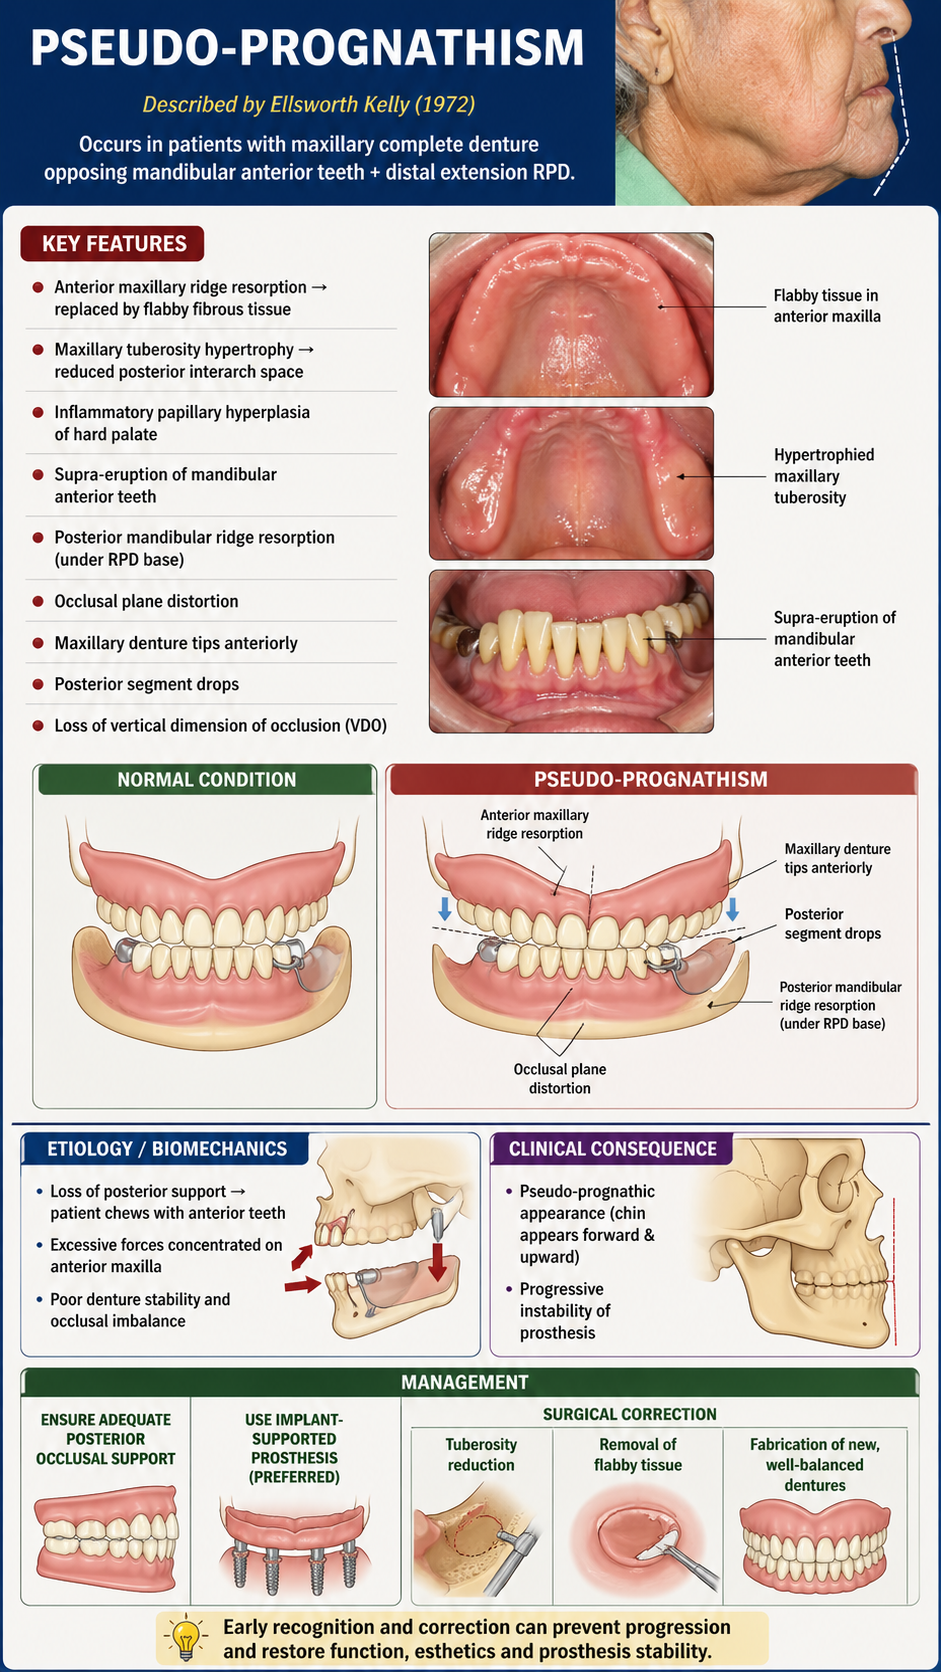 PSEUDO-PROGNATHISM
Described by Ellsworth Kelly (1972)
Occurs in patients with maxillary complete denture
opposing mandibular anterior teeth + distal extension RPD.
KEY FEATURES
Anterior maxillary ridge resorption →
replaced by flabby fibrous tissue
Maxillary tuberosity hypertrophy →
reduced posterior interarch space
Inflammatory papillary hyperplasia
of hard palate
Supra-eruption of mandibular
anterior teeth
Posterior mandibular ridge resorption
(under RPD base)
Occlusal plane distortion
Maxillary denture tips anteriorly
Posterior segment drops
Loss of vertical dimension of occlusion (VDO)
Flabby tissue in
anterior maxilla
Hypertrophied
maxillary
tuberosity
Supra-eruption of
mandibular
anterior teeth
NORMAL CONDITION
PSEUDO-PROGNATHISM
Anterior maxillary
ridge resorption
Maxillary denture
tips anteriorly
Posterior
segment drops
Posterior mandibular
ridge resorption
(under RPD base)
Occlusal plane
distortion
ETIOLOGY / BIOMECHANICS
• Loss of posterior support →
patient chews with anterior teeth
• Excessive forces concentrated on
anterior maxilla
• Poor denture stability and
occlusal imbalance
CLINICAL CONSEQUENCE
• Pseudo-prognathic
appearance (chin
appears forward &
upward)
• Progressive
instability of
prosthesis
MANAGEMENT
ENSURE ADEQUATE
POSTERIOR
OCCLUSAL SUPPORT
USE IMPLANT-
SUPPORTED
PROSTHESIS
(PREFERRED)
SURGICAL CORRECTION
Tuberosity
reduction
Removal of
flabby tissue
Fabrication of new,
well-balanced
dentures
Early recognition and correction can prevent progression
and restore function, esthetics and prosthesis stability.